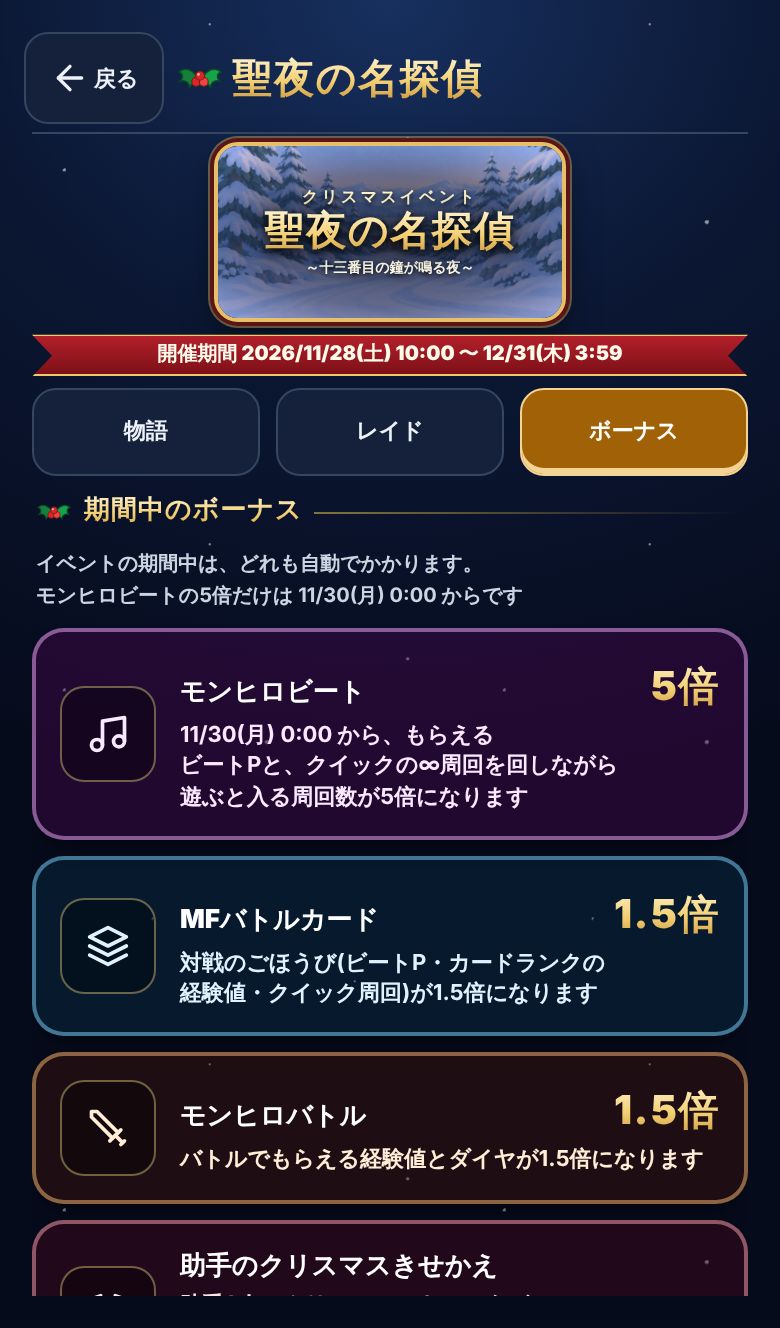 戻る
聖夜の名探偵
クリスマスイベント
聖夜の名探偵
～十三番目の鐘が鳴る夜～
開催期間 2026/11/28(土) 10:00 〜 12/31(木) 3:59
物語
レイド
ボーナス
期間中のボーナス
イベントの期間中は、どれも自動でかかります。
モンヒロビートの5倍だけは 11/30(月) 0:00 からです
モンヒロビート
5倍
11/30(月) 0:00 から、もらえる
ビートPと、クイックの∞周回を回しながら
遊ぶと入る周回数が5倍になります
MFバトルカード
1.5倍
対戦のごほうび(ビートP・カードランクの
経験値・クイック周回)が1.5倍になります
モンヒロバトル
1.5倍
バトルでもらえる経験値とダイヤが1.5倍になります
助手のクリスマスきせかえ